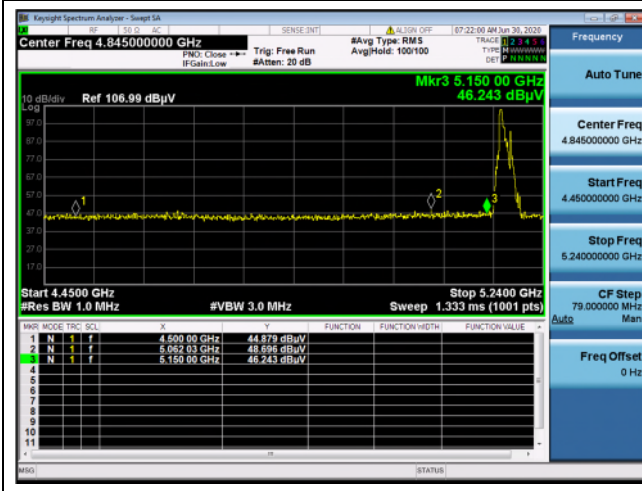 Keysight Spectrum Analyzer - Swept SA
RF 50 Ω AC SENSE:INT ALIGN OFF 07:22:00 AM Jun 30, 2020
Center Freq 4.845000000 GHz
PNO: Close
IFGain:Low
Trig: Free Run
#Atten: 20 dB
#Avg Type: RMS
Avg|Hold: 100/100
TRACE 1 2 3 4 5 6
TYPE M W W W W W
DET P N N N N N
Mkr3 5.150 00 GHz
46.243 dBµV
10 dB/div Ref 106.99 dBµV
Log
97.0
87.0
77.0
67.0
57.0
47.0
37.0
27.0
17.0
1
2
3
Start 4.4500 GHz Stop 5.2400 GHz
#Res BW 1.0 MHz #VBW 3.0 MHz Sweep 1.333 ms (1001 pts)
MKR MODE TRC SCL X Y FUNCTION FUNCTION WIDTH FUNCTION VALUE
1 N 1 f 4.500 00 GHz 44.879 dBµV
2 N 1 f 5.062 03 GHz 48.696 dBµV
3 N 1 f 5.150 00 GHz 46.243 dBµV
4
5
6
7
8
9
10
11
MSG STATUS
Frequency
Auto Tune
Center Freq
4.845000000 GHz
Start Freq
4.450000000 GHz
Stop Freq
5.240000000 GHz
CF Step
79.000000 MHz
Auto Man
Freq Offset
0 Hz